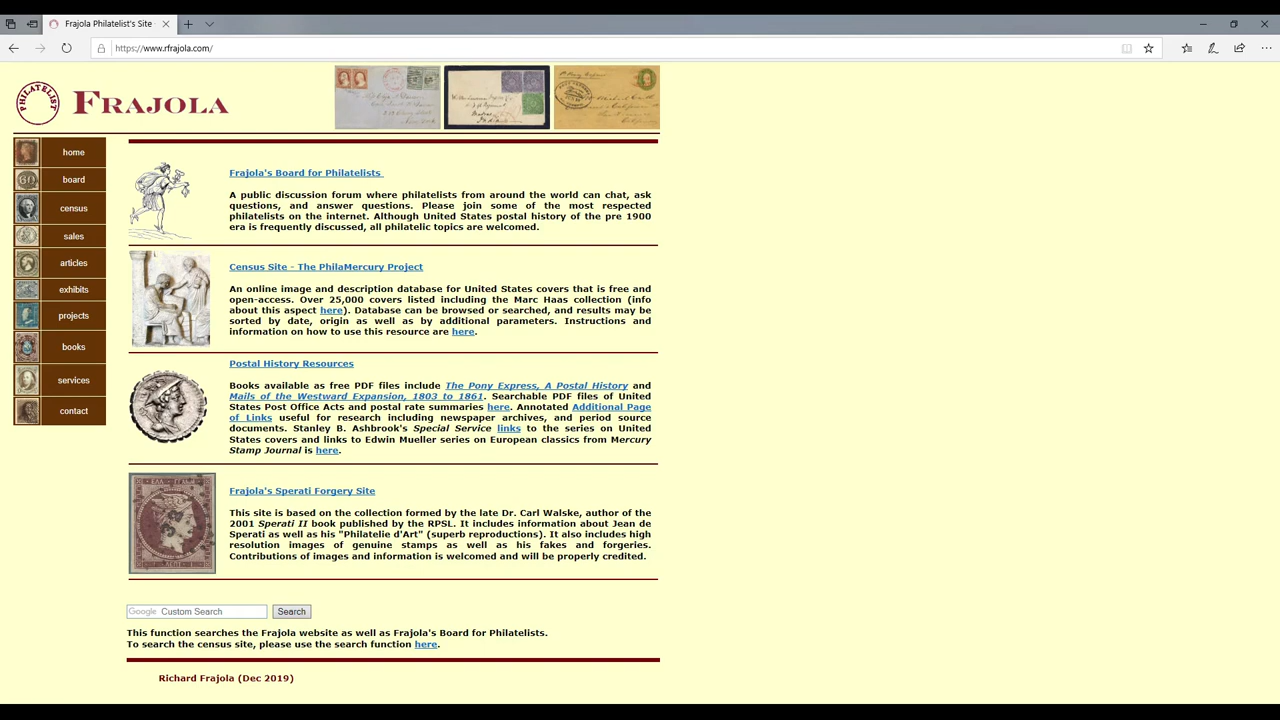 Frajola Philatelist's Site
https://www.rfrajola.com/
PHILATELIST
FRAJOLA
home
board
census
sales
articles
exhibits
projects
books
services
contact
Frajola's Board for Philatelists
A public discussion forum where philatelists from around the world can chat, ask
questions, and answer questions. Please join some of the most respected
philatelists on the internet. Although United States postal history of the pre 1900
era is frequently discussed, all philatelic topics are welcomed.
Census Site - The PhilaMercury Project
An online image and description database for United States covers that is free and
open-access. Over 25,000 covers listed including the Marc Haas collection (info
about this aspect here). Database can be browsed or searched, and results may be
sorted by date, origin as well as by additional parameters. Instructions and
information on how to use this resource are here.
Postal History Resources
Books available as free PDF files include The Pony Express, A Postal History and
Mails of the Westward Expansion, 1803 to 1861. Searchable PDF files of United
States Post Office Acts and postal rate summaries here. Annotated Additional Page
of Links useful for research including newspaper archives, and period source
documents. Stanley B. Ashbrook's Special Service links to the series on United
States covers and links to Edwin Mueller series on European classics from Mercury
Stamp Journal is here.
Frajola's Sperati Forgery Site
This site is based on the collection formed by the late Dr. Carl Walske, author of the
2001 Sperati II book published by the RPSL. It includes information about Jean de
Sperati as well as his "Philatelie d'Art" (superb reproductions). It also includes high
resolution images of genuine stamps as well as his fakes and forgeries.
Contributions of images and information is welcomed and will be properly credited.
Google Custom Search
Search
This function searches the Frajola website as well as Frajola's Board for Philatelists.
To search the census site, please use the search function here.
Richard Frajola (Dec 2019)